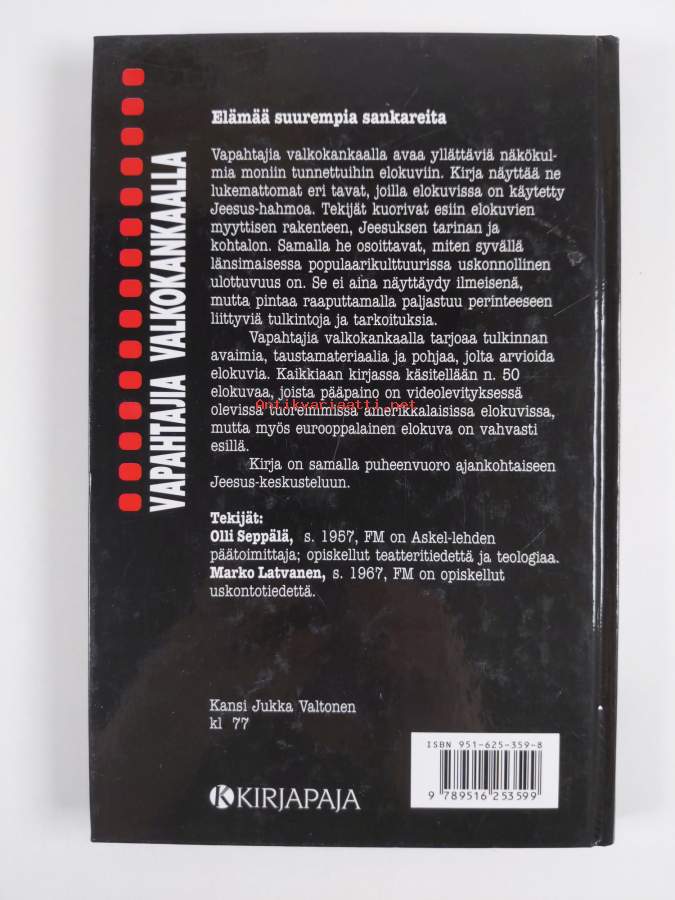 VAPAHTAJIA VALKOKANKAALLA
Elämää suurempia sankareita
Vapahtajia valkokankaalla avaa yllättäviä näkökul-
mia moniin tunnettuihin elokuviin. Kirja näyttää ne
lukemattomat eri tavat, joilla elokuvissa on käytetty
Jeesus-hahmoa. Tekijät kuorivat esiin elokuvien
myyttisen rakenteen, Jeesuksen tarinan ja
kohtalon. Samalla he osoittavat, miten syvällä
länsimaisessa populaarikulttuurissa uskonnollinen
ulottuvuus on. Se ei aina näyttäydy ilmeisenä,
mutta pintaa raaputtamalla paljastuu perinteeseen
liittyviä tulkintoja ja tarkoituksia.
Vapahtajia valkokankaalla tarjoaa tulkinnan
avaimia, taustamateriaalia ja pohjaa, jolta arvioida
elokuvia. Kaikkiaan kirjassa käsitellään n. 50
elokuvaa, joista pääpaino on videolevityksessä
Antikvariaatti.net
olevissa tuoreimmissa amerikkalaisissa elokuvissa,
mutta myös eurooppalainen elokuva on vahvasti
esillä.
Kirja on samalla puheenvuoro ajankohtaiseen
Jeesus-keskusteluun.
Tekijät:
Olli Seppälä, s. 1957, FM on Askel-lehden
päätoimittaja; opiskellut teatteritiedettä ja teologiaa.
Marko Latvanen, s. 1967, FM on opiskellut
uskontotiedettä.
Kansi Jukka Valtonen
kl 77
ISBN 951-625-359-8
9 789516 253599
K KIRJAPAJA